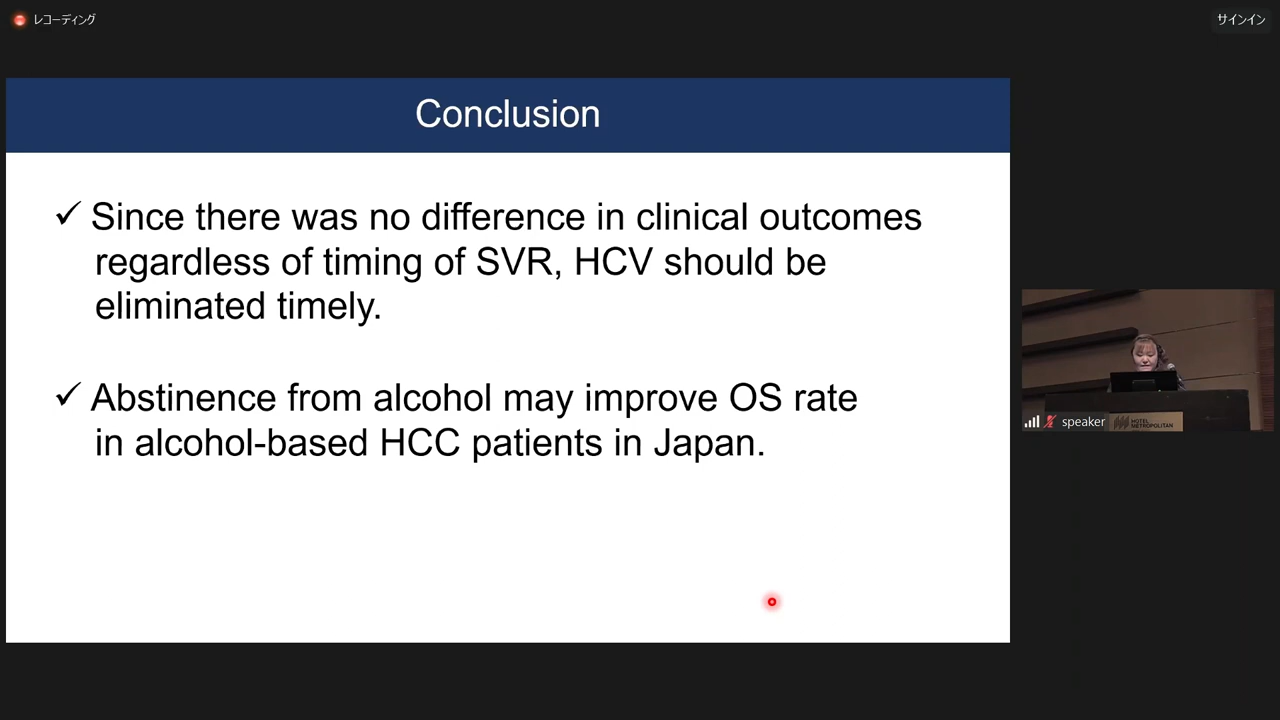 レコーディング
サインイン
Conclusion
✓ Since there was no difference in clinical outcomes
regardless of timing of SVR, HCV should be
eliminated timely.
✓ Abstinence from alcohol may improve OS rate
in alcohol-based HCC patients in Japan.
speaker
HOTEL
METROPOLITAN